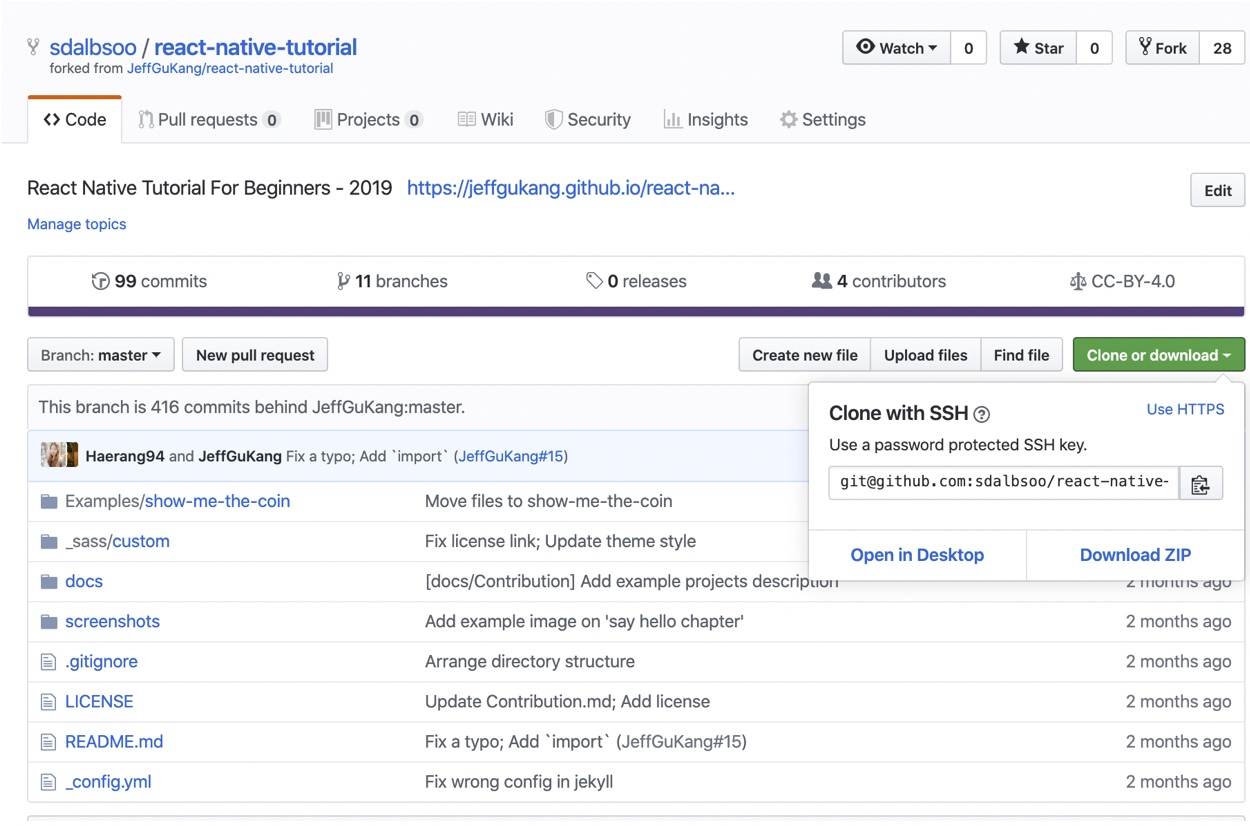 sdalbsoo / react-native-tutorial
forked from JeffGuKang/react-native-tutorial
Watch 0 Star 0 Fork 28
Code Pull requests 0 Projects 0 Wiki Security Insights Settings
React Native Tutorial For Beginners - 2019 https://jeffgukang.github.io/react-na... Edit
Manage topics
99 commits 11 branches 0 releases 4 contributors CC-BY-4.0
Branch: master New pull request Create new file Upload files Find file Clone or download
This branch is 416 commits behind JeffGuKang:master.
Haerang94 and JeffGuKang Fix a typo; Add `import` (JeffGuKang#15)
Clone with SSH ? Use HTTPS
Use a password protected SSH key.
git@github.com:sdalbsoo/react-native-
Open in Desktop Download ZIP
Examples/show-me-the-coin Move files to show-me-the-coin
_sass/custom Fix license link; Update theme style
docs [docs/Contribution] Add example projects description 2 months ago
screenshots Add example image on 'say hello chapter' 2 months ago
.gitignore Arrange directory structure 2 months ago
LICENSE Update Contribution.md; Add license 2 months ago
README.md Fix a typo; Add `import` (JeffGuKang#15) 2 months ago
_config.yml Fix wrong config in jekyll 2 months ago